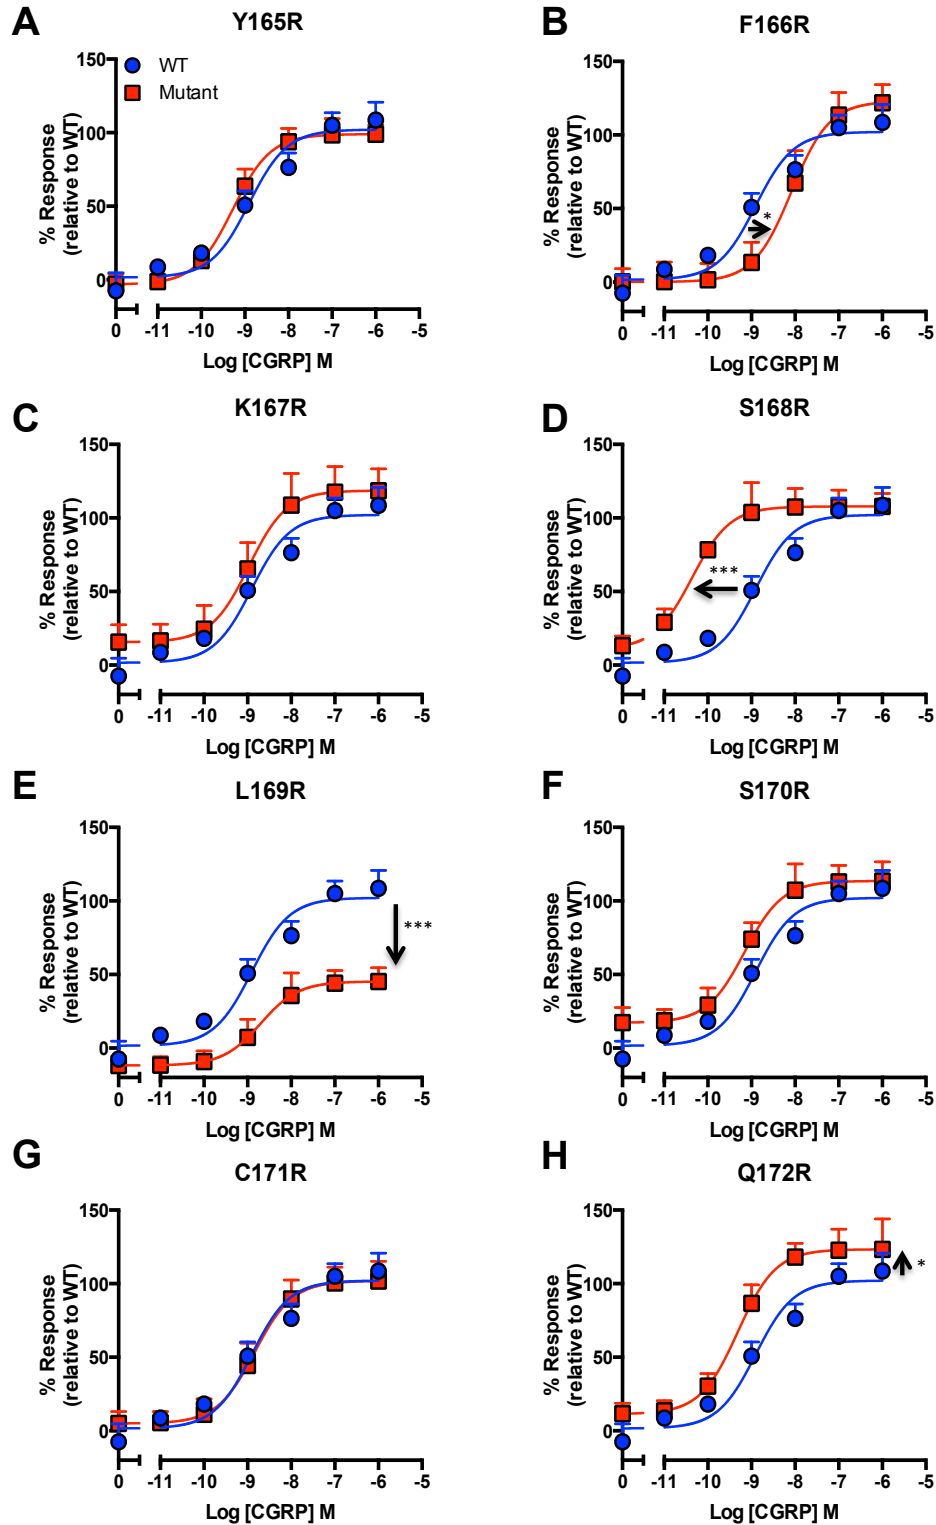 A
Y165R
150
100
50
0
% Response
(relative to WT)
WT
Mutant
0 -11 -10 -9 -8 -7 -6 -5
Log [CGRP] M
B
F166R
150
100
50
0
% Response
(relative to WT)
*
0 -11 -10 -9 -8 -7 -6 -5
Log [CGRP] M
C
K167R
150
100
50
0
% Response
(relative to WT)
0 -11 -10 -9 -8 -7 -6 -5
Log [CGRP] M
D
S168R
150
100
50
0
% Response
(relative to WT)
***
0 -11 -10 -9 -8 -7 -6 -5
Log [CGRP] M
E
L169R
150
100
50
0
% Response
(relative to WT)
***
0 -11 -10 -9 -8 -7 -6 -5
Log [CGRP] M
F
S170R
150
100
50
0
% Response
(relative to WT)
0 -11 -10 -9 -8 -7 -6 -5
Log [CGRP] M
G
C171R
150
100
50
0
% Response
(relative to WT)
0 -11 -10 -9 -8 -7 -6 -5
Log [CGRP] M
H
Q172R
150
100
50
0
% Response
(relative to WT)
*
0 -11 -10 -9 -8 -7 -6 -5
Log [CGRP] M